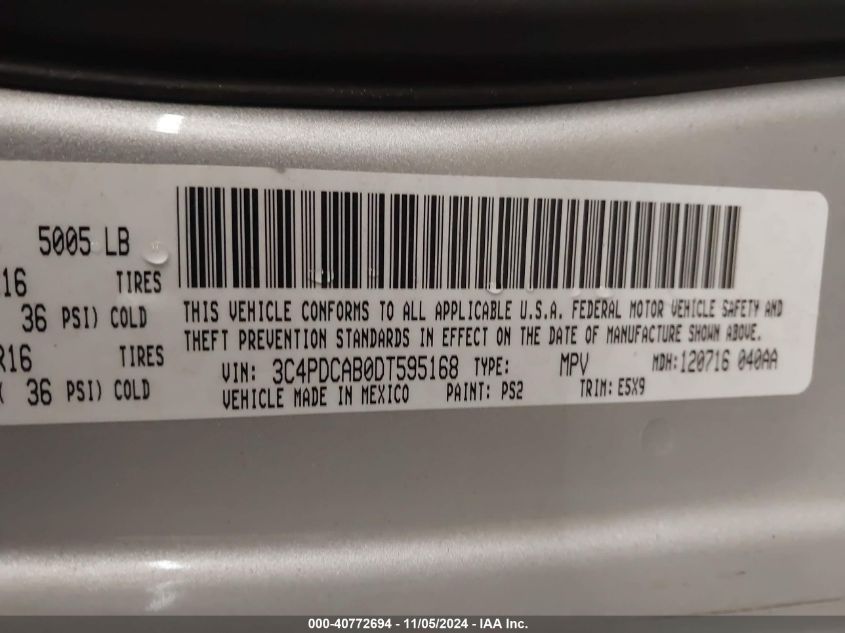 5005 LB
16 TIRES
36 PSI) COLD
R16 TIRES
( 36 PSI) COLD
THIS VEHICLE CONFORMS TO ALL APPLICABLE U.S.A. FEDERAL MOTOR VEHICLE SAFETY AND
THEFT PREVENTION STANDARDS IN EFFECT ON THE DATE OF MANUFACTURE SHOWN ABOVE.
VIN: 3C4PDCAB0DT595168 TYPE: MPV MDH:120716 040AA
VEHICLE MADE IN MEXICO PAINT: PS2 TRIM: E5X9
000-40772694 - 11/05/2024 - IAA Inc.